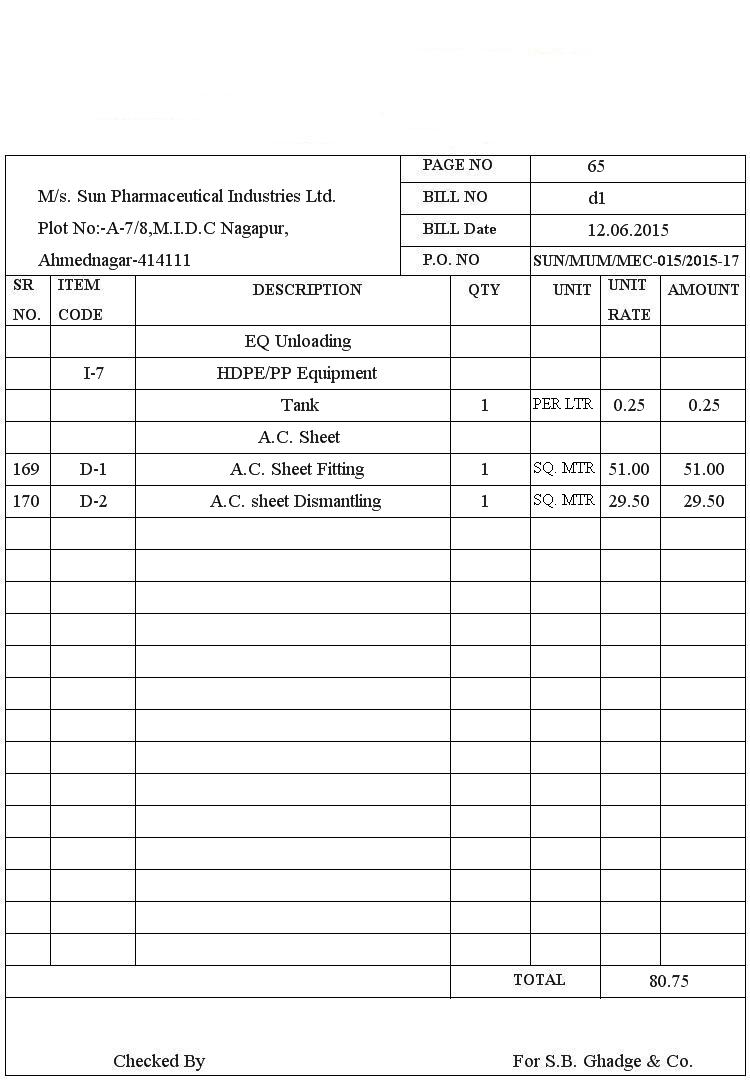 PAGE NO 65
M/s. Sun Pharmaceutical Industries Ltd. BILL NO d1
Plot No:-A-7/8,M.I.D.C Nagapur, BILL Date 12.06.2015
Ahmednagar-414111 P.O. NO SUN/MUM/MEC-015/2015-17
SR NO. ITEM CODE DESCRIPTION QTY UNIT UNIT RATE AMOUNT
EQ Unloading
I-7 HDPE/PP Equipment
Tank 1 PER LTR 0.25 0.25
A.C. Sheet
169 D-1 A.C. Sheet Fitting 1 SQ. MTR 51.00 51.00
170 D-2 A.C. sheet Dismantling 1 SQ. MTR 29.50 29.50
TOTAL 80.75
Checked By For S.B. Ghadge & Co.